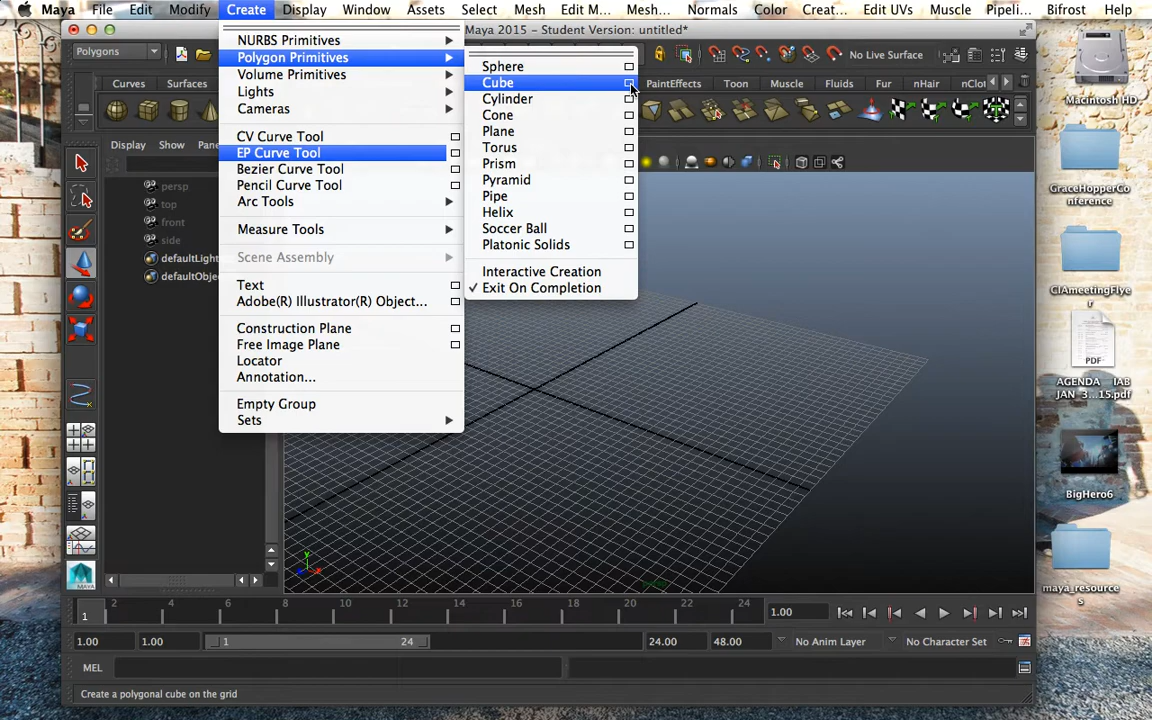 Maya File Edit Modify Create Display Window Assets Select Mesh Edit M... Mesh... Normals Color Crea... Edit UVs Muscle Pipeli... Bifrost Help
Maya 2015 - Student Version: untitled*
Polygons
No Live Surface
Curves Surfaces
PaintEffects Toon Muscle Fluids Fur nHair nClot
Display Show Pane
persp
top
front
side
defaultLight
defaultObje
NURBS Primitives
Polygon Primitives
Volume Primitives
Lights
Cameras
CV Curve Tool
EP Curve Tool
Bezier Curve Tool
Pencil Curve Tool
Arc Tools
Measure Tools
Scene Assembly
Text
Adobe(R) Illustrator(R) Object...
Construction Plane
Free Image Plane
Locator
Annotation...
Empty Group
Sets
Sphere
Cube
Cylinder
Cone
Plane
Torus
Prism
Pyramid
Pipe
Helix
Soccer Ball
Platonic Solids
Interactive Creation
✓ Exit On Completion
Macintosh HD
GraceHopperCo
nference
CIAmeetingFlye
r
PDF
AGENDA IAB
JAN 3...15.pdf
BigHero6
maya_resource
s
y
z x
MAYA
1 2 4 6 8 10 12 14 16 18 20 22 24 1.00
1.00 1.00 1 24 24.00 48.00 No Anim Layer No Character Set
MEL
Create a polygonal cube on the grid